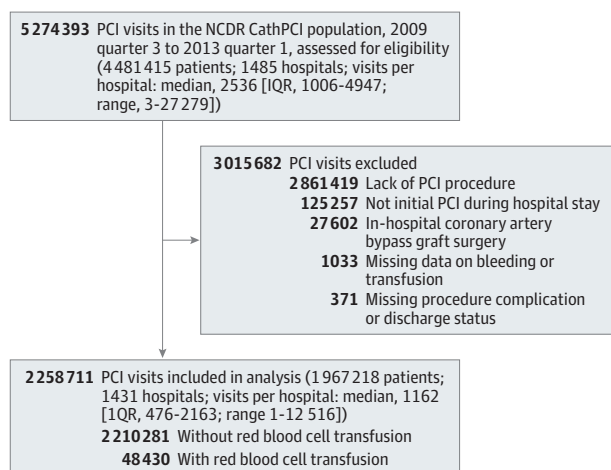 5274393 PCI visits in the NCDR CathPCI population, 2009
quarter 3 to 2013 quarter 1, assessed for eligibility
(4481415 patients; 1485 hospitals; visits per
hospital: median, 2536 [IQR, 1006-4947;
range, 3-27279])
3015682 PCI visits excluded
2861419 Lack of PCI procedure
125257 Not initial PCI during hospital stay
27602 In-hospital coronary artery
bypass graft surgery
1033 Missing data on bleeding or
transfusion
371 Missing procedure complication
or discharge status
2258711 PCI visits included in analysis (1967218 patients;
1431 hospitals; visits per hospital: median, 1162
[1QR, 476-2163; range 1-12 516])
2210281 Without red blood cell transfusion
48430 With red blood cell transfusion